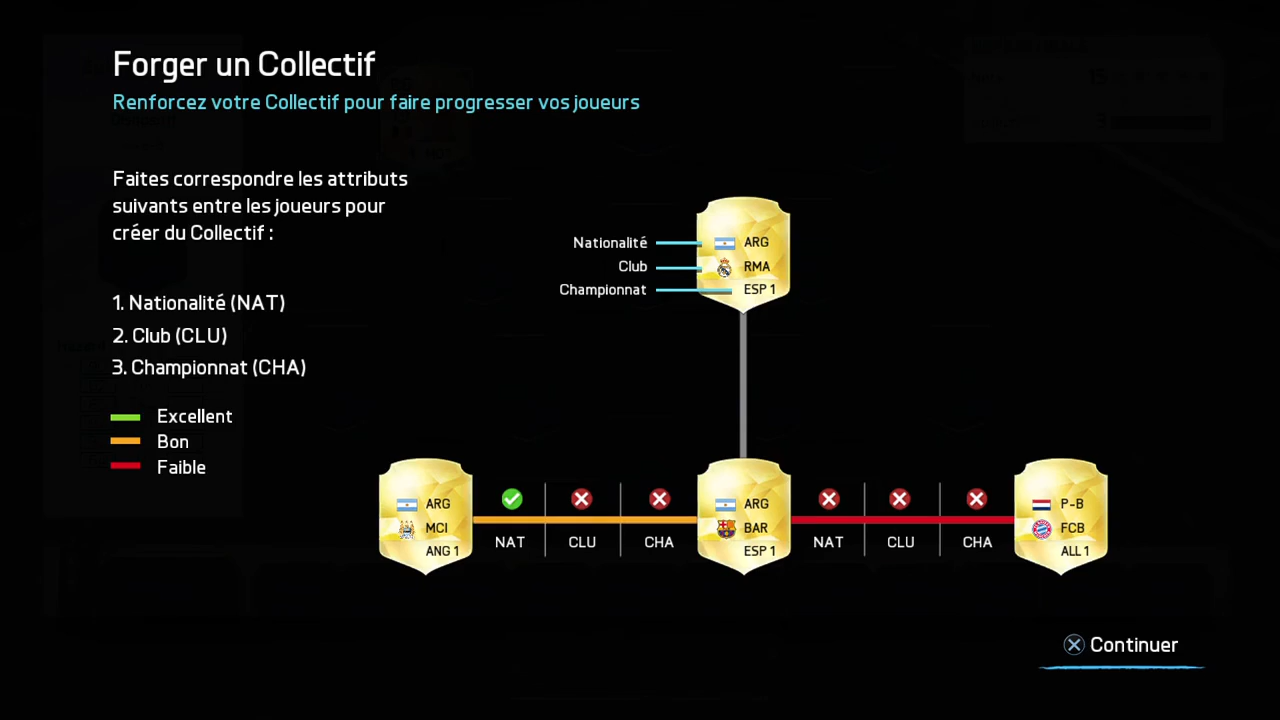 Forger un Collectif
Renforcez votre Collectif pour faire progresser vos joueurs
Faites correspondre les attributs
suivants entre les joueurs pour
créer du Collectif :
1. Nationalité (NAT)
2. Club (CLU)
3. Championnat (CHA)
Excellent
Bon
Faible
Nationalité ARG
Club RMA
Championnat ESP 1
ARG
MCI
ANG 1
NAT CLU CHA
ARG
BAR
ESP 1
NAT CLU CHA
P-B
FCB
ALL 1
Continuer